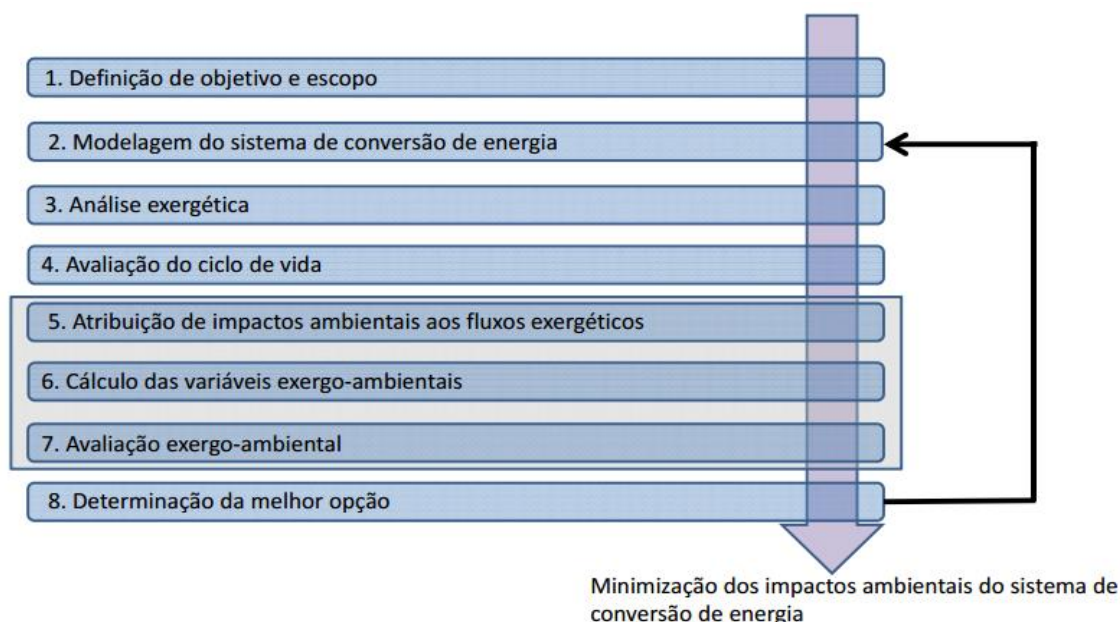 1. Definição de objetivo e escopo
2. Modelagem do sistema de conversão de energia
3. Análise exergética
4. Avaliação do ciclo de vida
5. Atribuição de impactos ambientais aos fluxos exergéticos
6. Cálculo das variáveis exergo-ambientais
7. Avaliação exergo-ambiental
8. Determinação da melhor opção
Minimização dos impactos ambientais do sistema de
conversão de energia